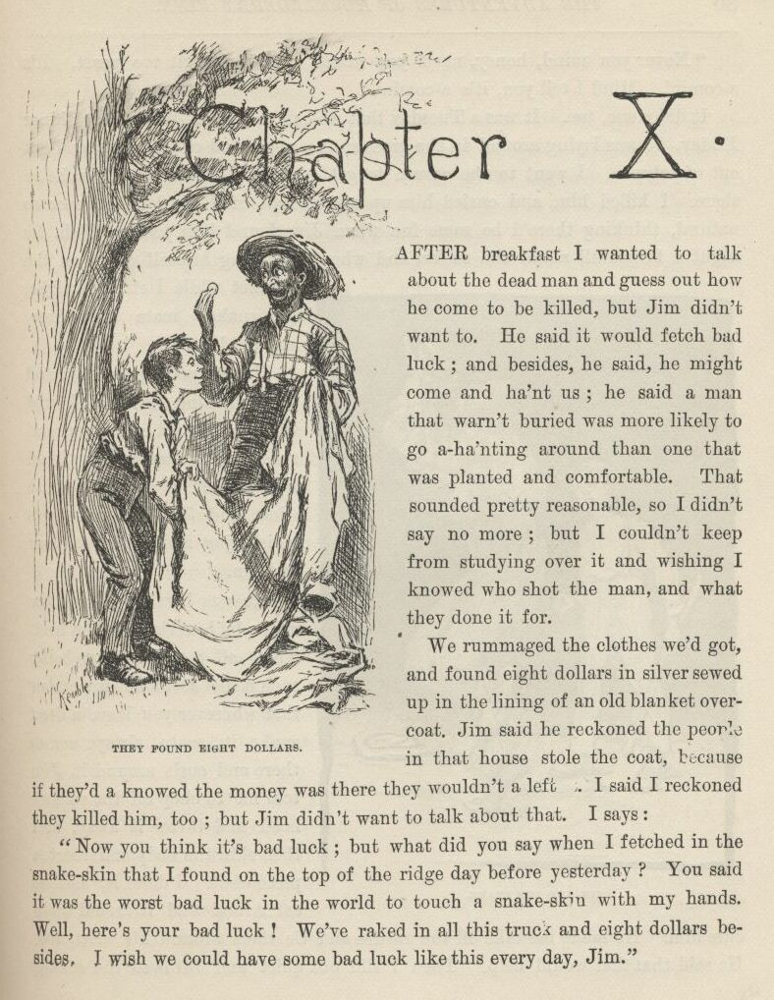 Chapter X.
AFTER breakfast I wanted to talk
about the dead man and guess out how
he come to be killed, but Jim didn't
want to. He said it would fetch bad
luck; and besides, he said, he might
come and ha'nt us; he said a man
that warn't buried was more likely to
go a-ha'nting around than one that
was planted and comfortable. That
sounded pretty reasonable, so I didn't
say no more; but I couldn't keep
from studying over it and wishing I
knowed who shot the man, and what
they done it for.
We rummaged the clothes we'd got,
and found eight dollars in silver sewed
up in the lining of an old blanket over-
coat. Jim said he reckoned the people
in that house stole the coat, because
if they'd a knowed the money was there they wouldn't a left . I said I reckoned
they killed him, too; but Jim didn't want to talk about that. I says:
"Now you think it's bad luck; but what did you say when I fetched in the
snake-skin that I found on the top of the ridge day before yesterday? You said
it was the worst bad luck in the world to touch a snake-skin with my hands.
Well, here's your bad luck! We've raked in all this truck and eight dollars be-
sides. I wish we could have some bad luck like this every day, Jim."
Kemble
THEY FOUND EIGHT DOLLARS.